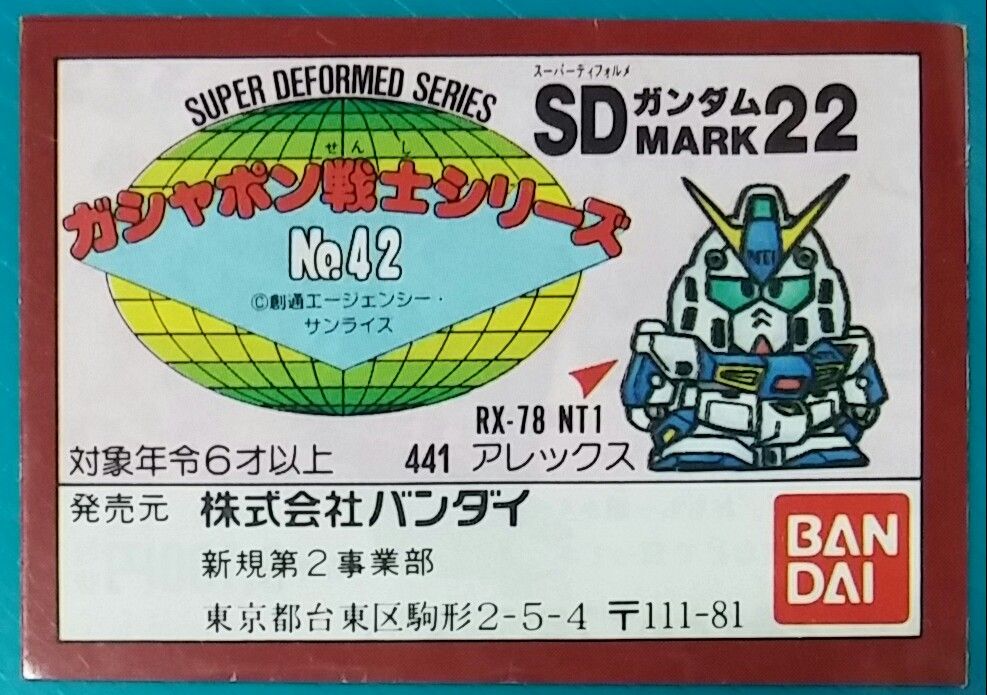 SUPER DEFORMED SERIES
せんし
ガシャポン戦士シリーズ
No.42
©創通エージェンシー・
サンライズ
スーパーディフォルメ
SDガンダム
MARK22
NT1
RX-78 NT1
対象年令6才以上
441 アレックス
発売元 株式会社バンダイ
新規第2事業部
東京都台東区駒形2-5-4 〒111-81
BAN
DAI